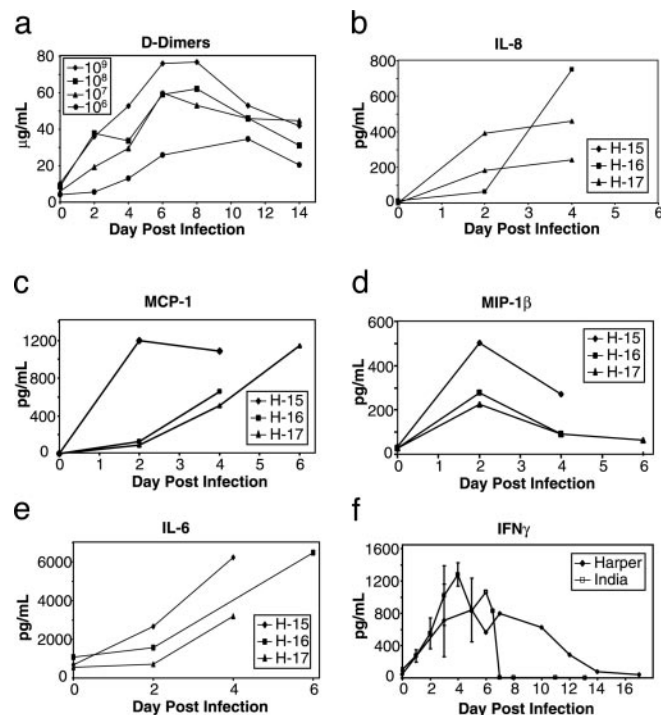 a
D-Dimers
80
60
40
20
0
µg/mL
10⁹
10⁸
10⁷
10⁶
0 2 4 6 8 10 12 14
Day Post Infection
b
IL-8
800
600
400
200
0
pg/mL
H-15
H-16
H-17
0 1 2 3 4 5 6
Day Post Infection
c
MCP-1
1200
800
400
0
pg/mL
H-15
H-16
H-17
0 1 2 3 4 5 6
Day Post Infection
d
MIP-1β
600
400
200
0
pg/mL
H-15
H-16
H-17
0 1 2 3 4 5 6
Day Post Infection
e
IL-6
6000
4000
2000
0
pg/mL
H-15
H-16
H-17
0 2 4 6
Day Post Infection
f
IFNγ
1600
1200
800
400
0
pg/mL
Harper
India
0 2 4 6 8 10 12 14 16
Day Post Infection